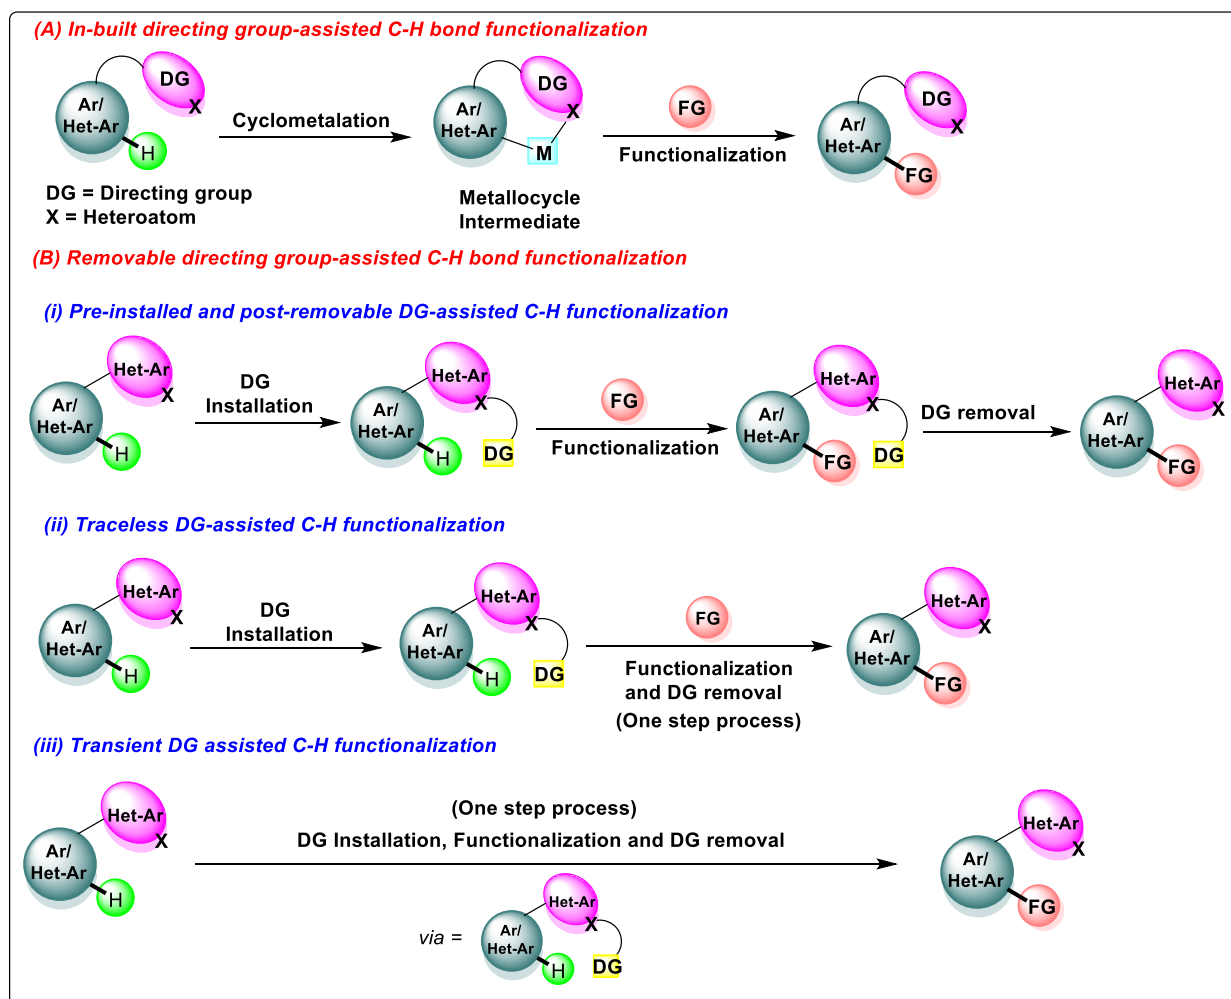 (A) In-built directing group-assisted C-H bond functionalization
DG
X
Ar/
Het-Ar
H
Cyclometalation
DG
X
Ar/
Het-Ar
M
FG
Functionalization
DG
X
Ar/
Het-Ar
FG
DG = Directing group
X = Heteroatom
Metallocycle
Intermediate
(B) Removable directing group-assisted C-H bond functionalization
(i) Pre-installed and post-removable DG-assisted C-H functionalization
Het-Ar
X
Ar/
Het-Ar
H
DG
Installation
Het-Ar
X
Ar/
Het-Ar
H
DG
FG
Functionalization
Het-Ar
X
Ar/
Het-Ar
FG
DG
DG removal
Het-Ar
X
Ar/
Het-Ar
FG
(ii) Traceless DG-assisted C-H functionalization
Het-Ar
X
Ar/
Het-Ar
H
DG
Installation
Het-Ar
X
Ar/
Het-Ar
H
DG
FG
Functionalization
and DG removal
(One step process)
Het-Ar
X
Ar/
Het-Ar
FG
(iii) Transient DG assisted C-H functionalization
Het-Ar
X
Ar/
Het-Ar
H
(One step process)
DG Installation, Functionalization and DG removal
via =
Het-Ar
X
Ar/
Het-Ar
H
DG
Het-Ar
X
Ar/
Het-Ar
FG